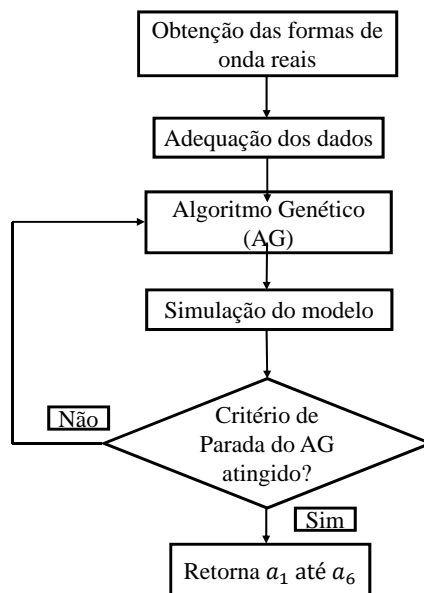 Obtenção das formas de
onda reais
Adequação dos dados
Algoritmo Genético
(AG)
Simulação do modelo
Não
Critério de
Parada do AG
atingido?
Sim
Retorna a₁ até a₆